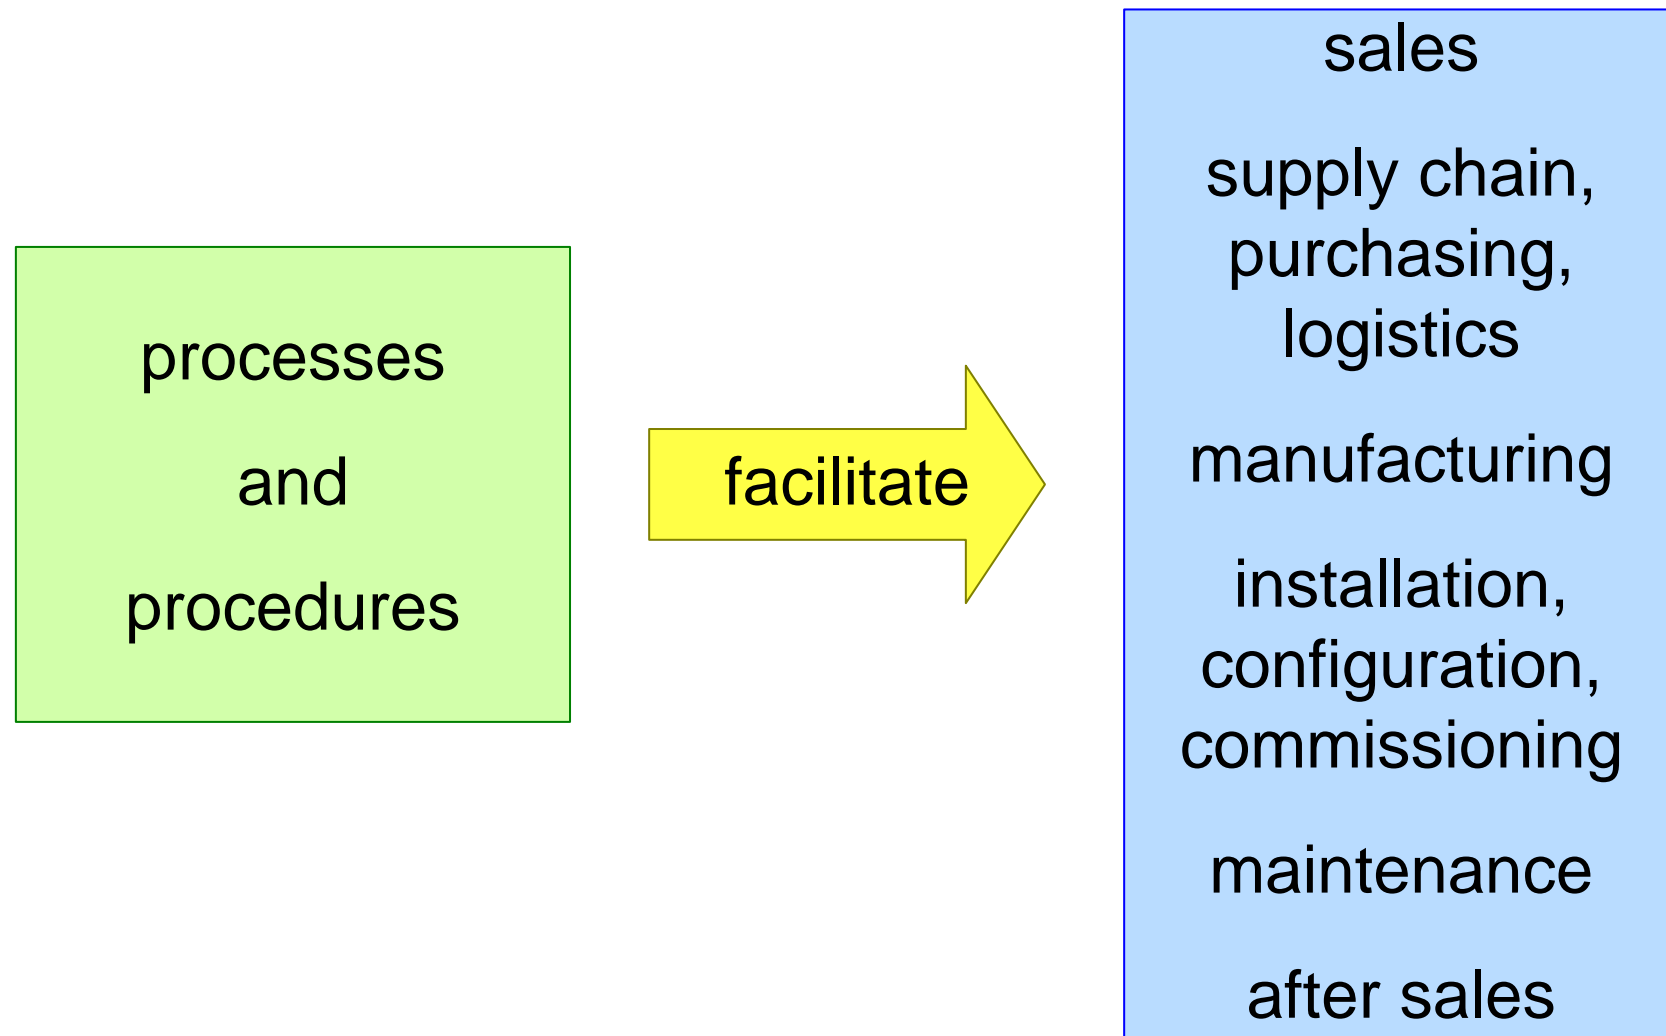 processes
and
procedures
facilitate
sales
supply chain,
purchasing,
logistics
manufacturing
installation,
configuration,
commissioning
maintenance
after sales